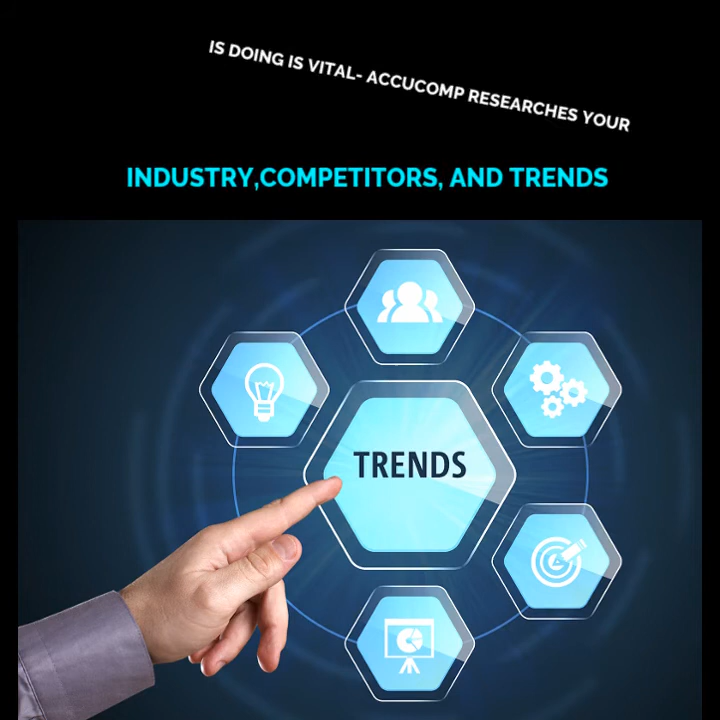 IS DOING IS VITAL- ACCUCOMP RESEARCHES YOUR
INDUSTRY,COMPETITORS, AND TRENDS
TRENDS